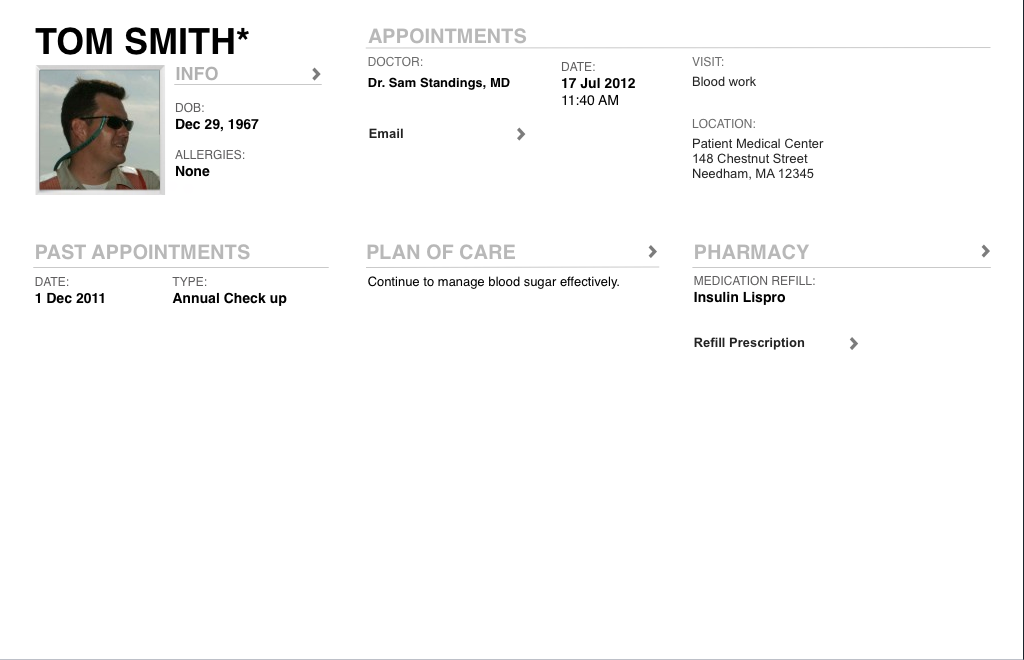 TOM SMITH*
INFO
DOB:
Dec 29, 1967
ALLERGIES:
None
APPOINTMENTS
DOCTOR:
Dr. Sam Standings, MD
Email
DATE:
17 Jul 2012
11:40 AM
VISIT:
Blood work
LOCATION:
Patient Medical Center
148 Chestnut Street
Needham, MA 12345
PAST APPOINTMENTS
DATE:
1 Dec 2011
TYPE:
Annual Check up
PLAN OF CARE
Continue to manage blood sugar effectively.
PHARMACY
MEDICATION REFILL:
Insulin Lispro
Refill Prescription